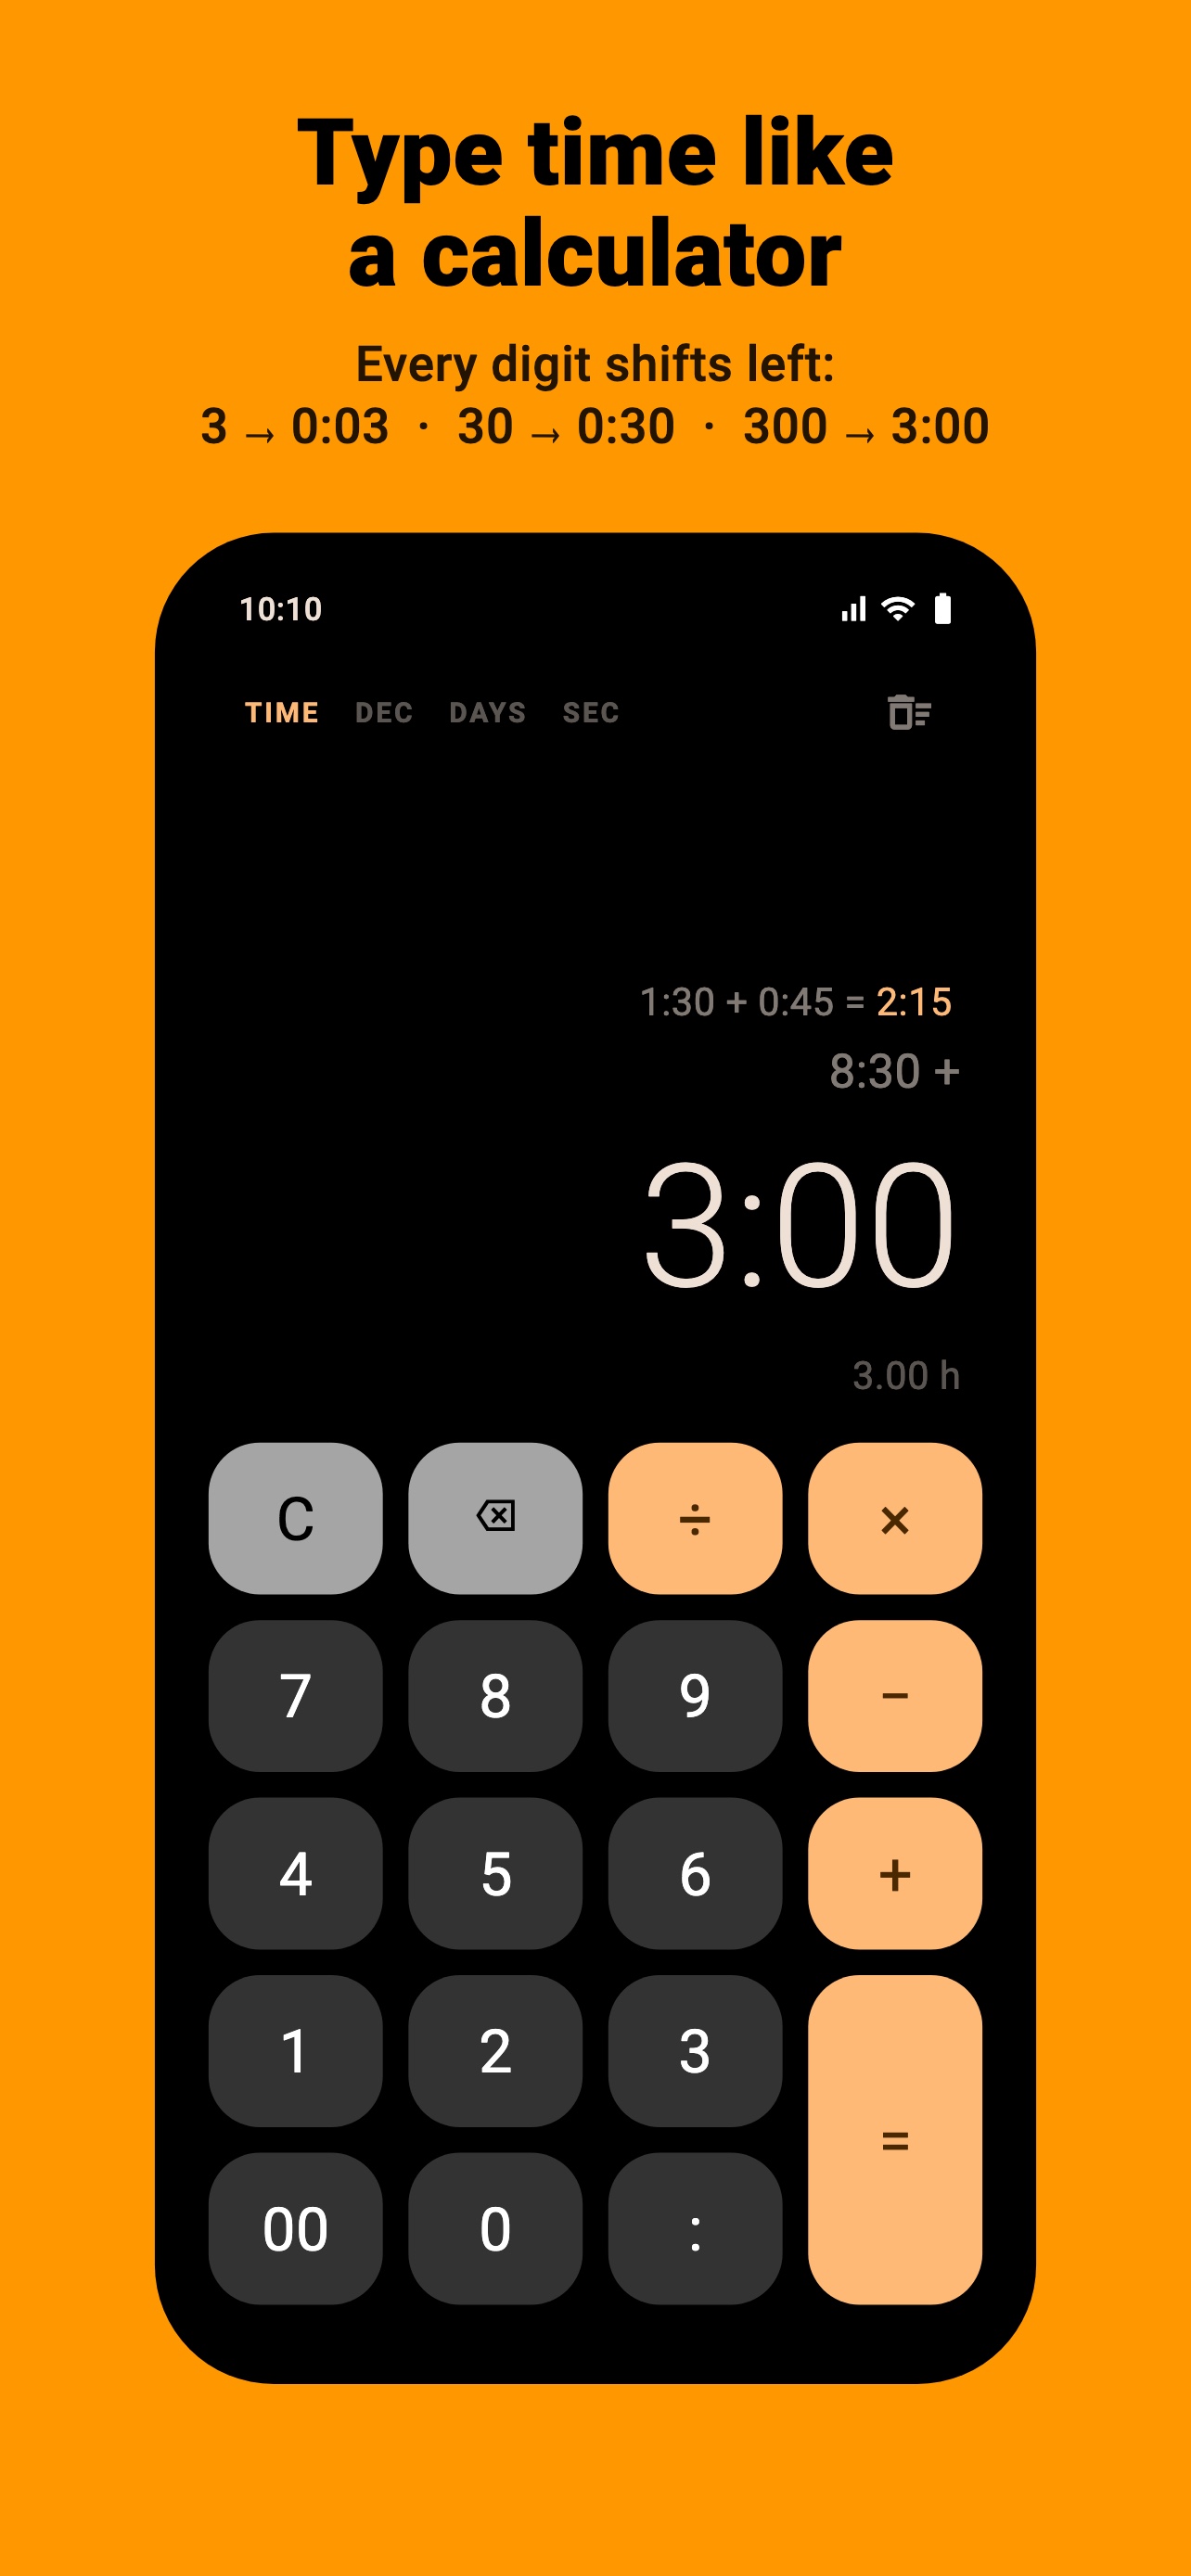 Type time like
a calculator
Every digit shifts left:
3 → 0:03 · 30 → 0:30 · 300 → 3:00
10:10
TIME DEC DAYS SEC
1:30 + 0:45 = 2:15
8:30 +
3:00
3.00 h
C ÷ ×
7 8 9 −
4 5 6 +
1 2 3
=
00 0 :